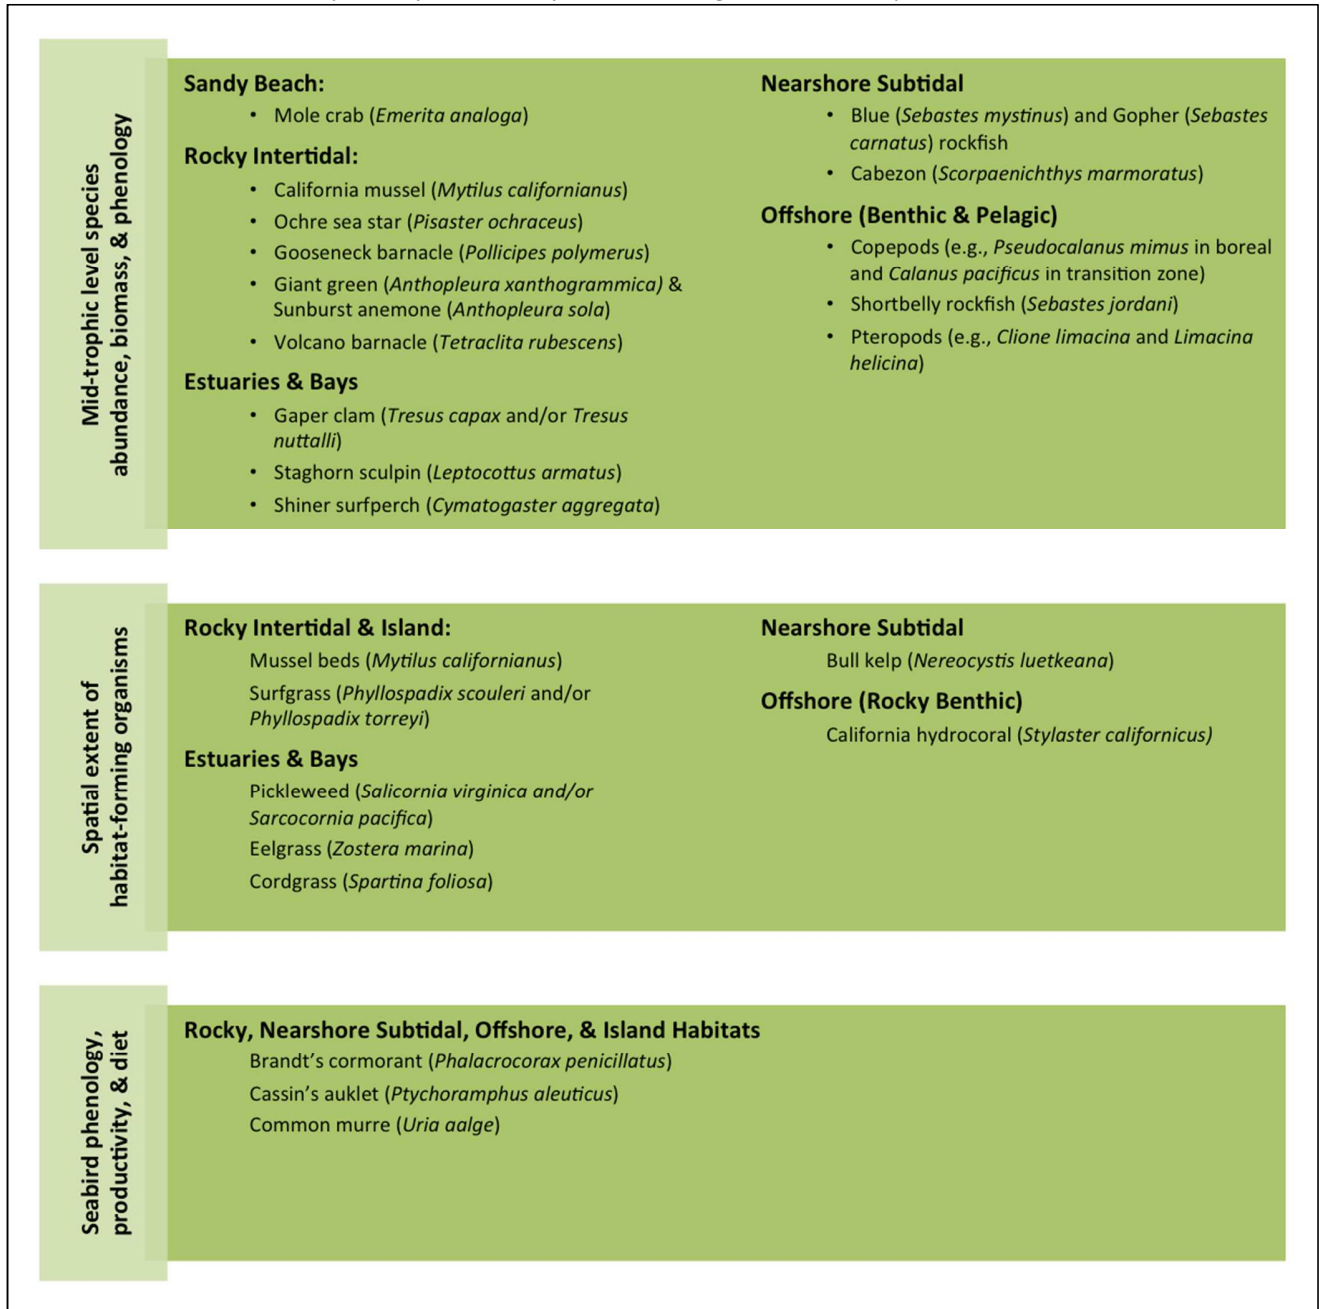 Mid-trophic level species
abundance, biomass, & phenology
Sandy Beach:
• Mole crab (Emerita analoga)
Rocky Intertidal:
• California mussel (Mytilus californianus)
• Ochre sea star (Pisaster ochraceus)
• Gooseneck barnacle (Pollicipes polymerus)
• Giant green (Anthopleura xanthogrammica) &
Sunburst anemone (Anthopleura sola)
• Volcano barnacle (Tetraclita rubescens)
Estuaries & Bays
• Gaper clam (Tresus capax and/or Tresus
nuttalli)
• Staghorn sculpin (Leptocottus armatus)
• Shiner surfperch (Cymatogaster aggregata)
Nearshore Subtidal
• Blue (Sebastes mystinus) and Gopher (Sebastes
carnatus) rockfish
• Cabezon (Scorpaenichthys marmoratus)
Offshore (Benthic & Pelagic)
• Copepods (e.g., Pseudocalanus mimus in boreal
and Calanus pacificus in transition zone)
• Shortbelly rockfish (Sebastes jordani)
• Pteropods (e.g., Clione limacina and Limacina
helicina)
Spatial extent of
habitat-forming organisms
Rocky Intertidal & Island:
Mussel beds (Mytilus californianus)
Surfgrass (Phyllospadix scouleri and/or
Phyllospadix torreyi)
Estuaries & Bays
Pickleweed (Salicornia virginica and/or
Sarcocornia pacifica)
Eelgrass (Zostera marina)
Cordgrass (Spartina foliosa)
Nearshore Subtidal
Bull kelp (Nereocystis luetkeana)
Offshore (Rocky Benthic)
California hydrocoral (Stylaster californicus)
Seabird phenology,
productivity, & diet
Rocky, Nearshore Subtidal, Offshore, & Island Habitats
Brandt's cormorant (Phalacrocorax penicillatus)
Cassin's auklet (Ptychoramphus aleuticus)
Common murre (Uria aalge)